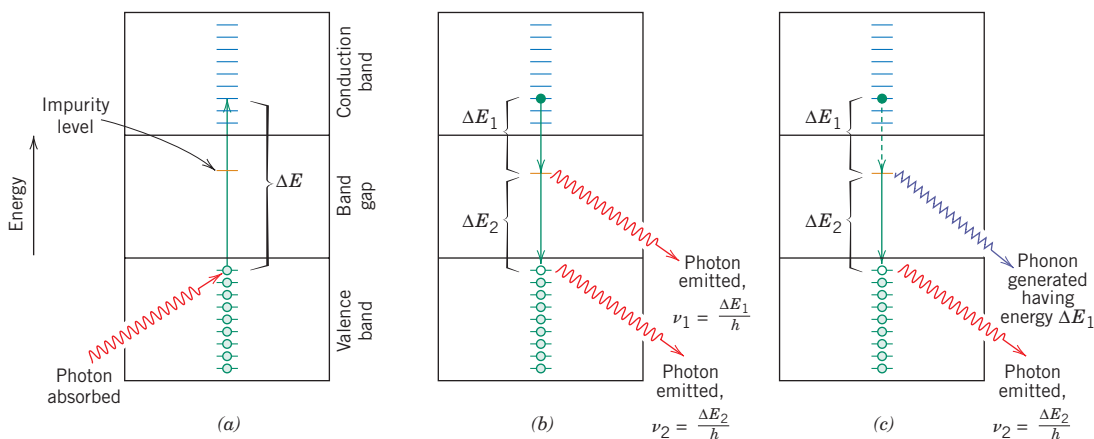 Energy
Impurity
level
ΔE
Conduction
band
Band
gap
Valence
band
Photon
absorbed
(a)
ΔE₁
ΔE₂
Photon
emitted,
ν₁ = ΔE₁/h
Photon
emitted,
ν₂ = ΔE₂/h
(b)
ΔE₁
ΔE₂
Phonon
generated
having
energy ΔE₁
Photon
emitted,
ν₂ = ΔE₂/h
(c)